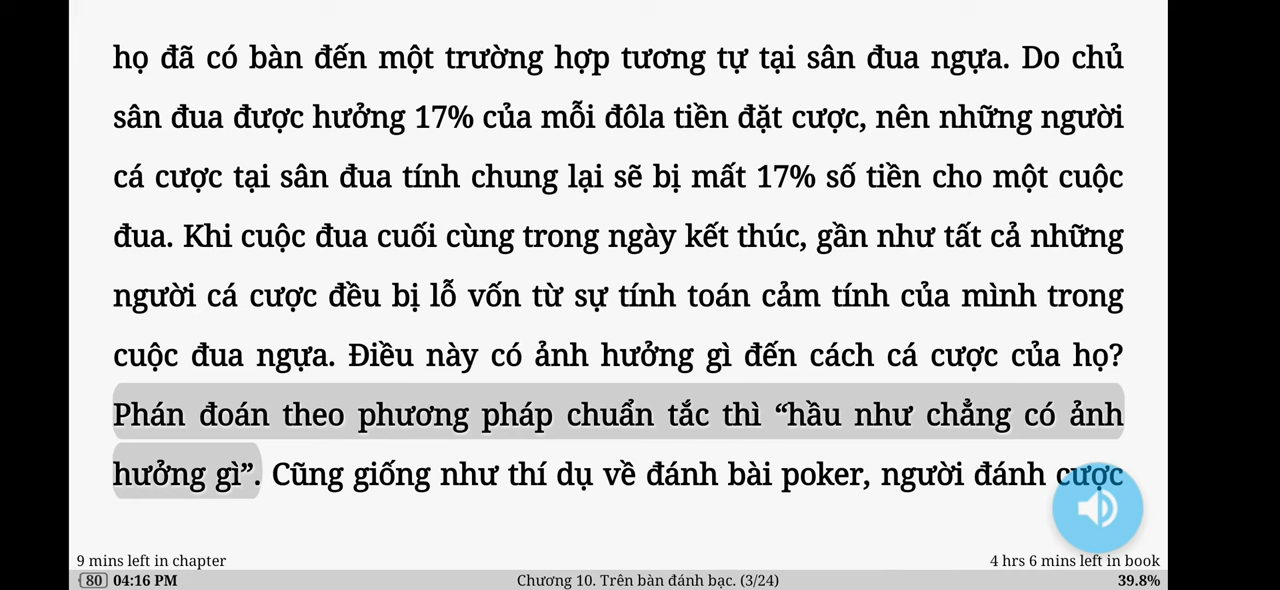 họ đã có bàn đến một trường hợp tương tự tại sân đua ngựa. Do chủ
sân đua được hưởng 17% của mỗi đôla tiền đặt cược, nên những người
cá cược tại sân đua tính chung lại sẽ bị mất 17% số tiền cho một cuộc
đua. Khi cuộc đua cuối cùng trong ngày kết thúc, gần như tất cả những
người cá cược đều bị lỗ vốn từ sự tính toán cảm tính của mình trong
cuộc đua ngựa. Điều này có ảnh hưởng gì đến cách cá cược của họ?
Phán đoán theo phương pháp chuẩn tắc thì “hầu như chẳng có ảnh
hưởng gì”. Cũng giống như thí dụ về đánh bài poker, người đánh cược
9 mins left in chapter
4 hrs 6 mins left in book
80 04:16 PM
Chương 10. Trên bàn đánh bạc. (3/24)
39.8%